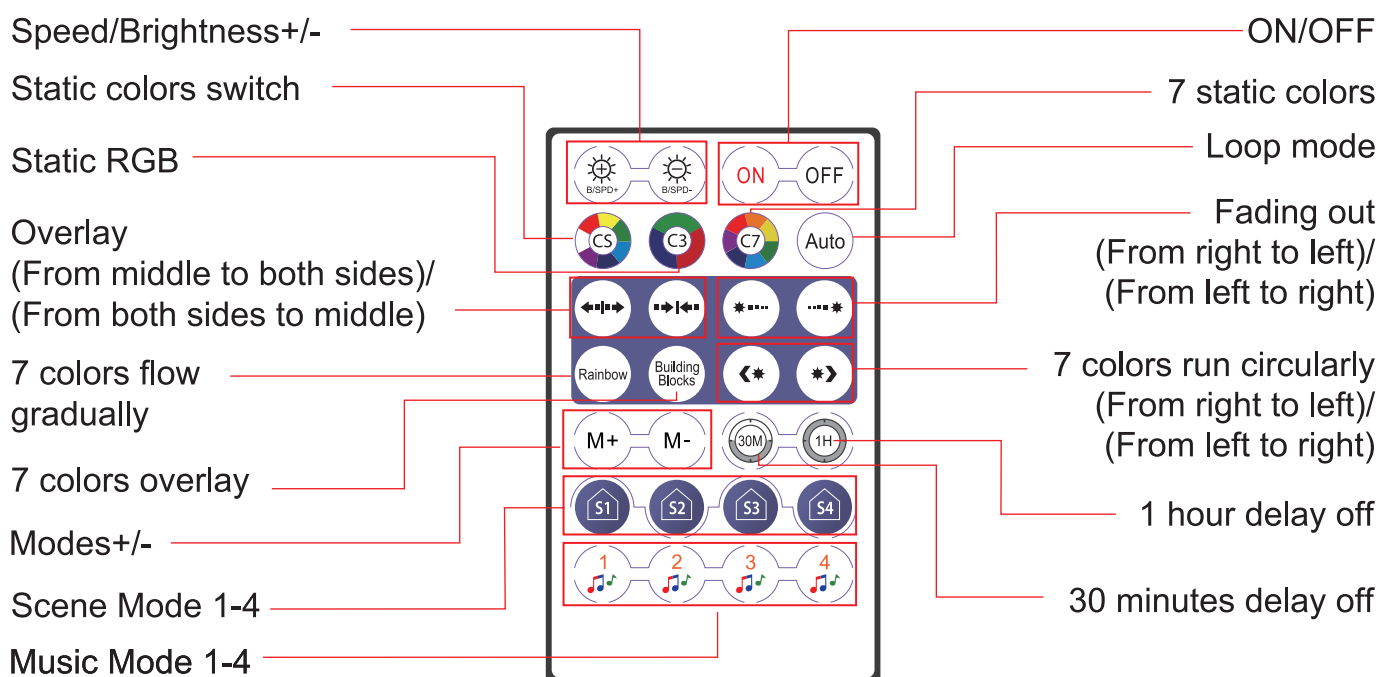 Speed/Brightness+/-
Static colors switch
Static RGB
Overlay
(From middle to both sides)/
(From both sides to middle)
7 colors flow
gradually
7 colors overlay
Modes+/-
Scene Mode 1-4
Music Mode 1-4
B/SPD+
B/SPD-
ON
OFF
CS
C3
C7
Auto
Rainbow
Building
Blocks
M+
M-
30M
1H
S1
S2
S3
S4
1
2
3
4
ON/OFF
7 static colors
Loop mode
Fading out
(From right to left)/
(From left to right)
7 colors run circularly
(From right to left)/
(From left to right)
1 hour delay off
30 minutes delay off